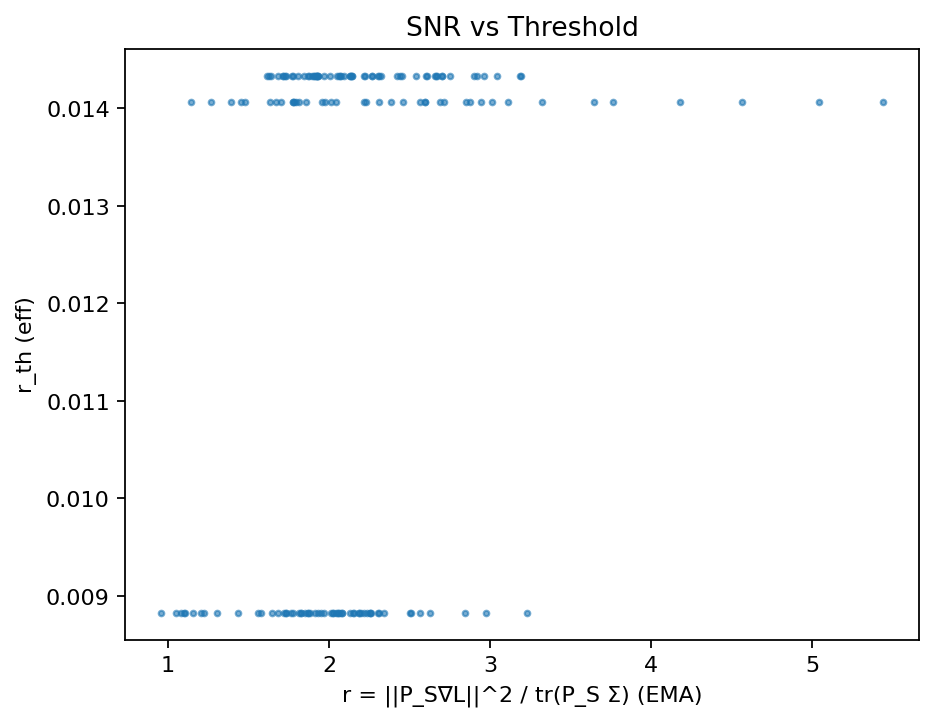 SNR vs Threshold
0.014
0.013
0.012
0.011
0.010
0.009
r_th (eff)
1 2 3 4 5
r = ||P_S∇L||^2 / tr(P_S Σ) (EMA)